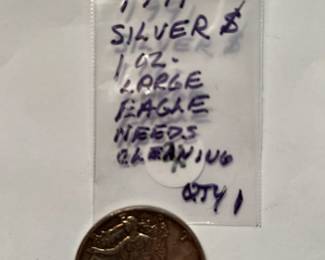 SILVER $
1 OZ.
LARGE
EAGLE
NEEDS
CLEANING
QTY 1